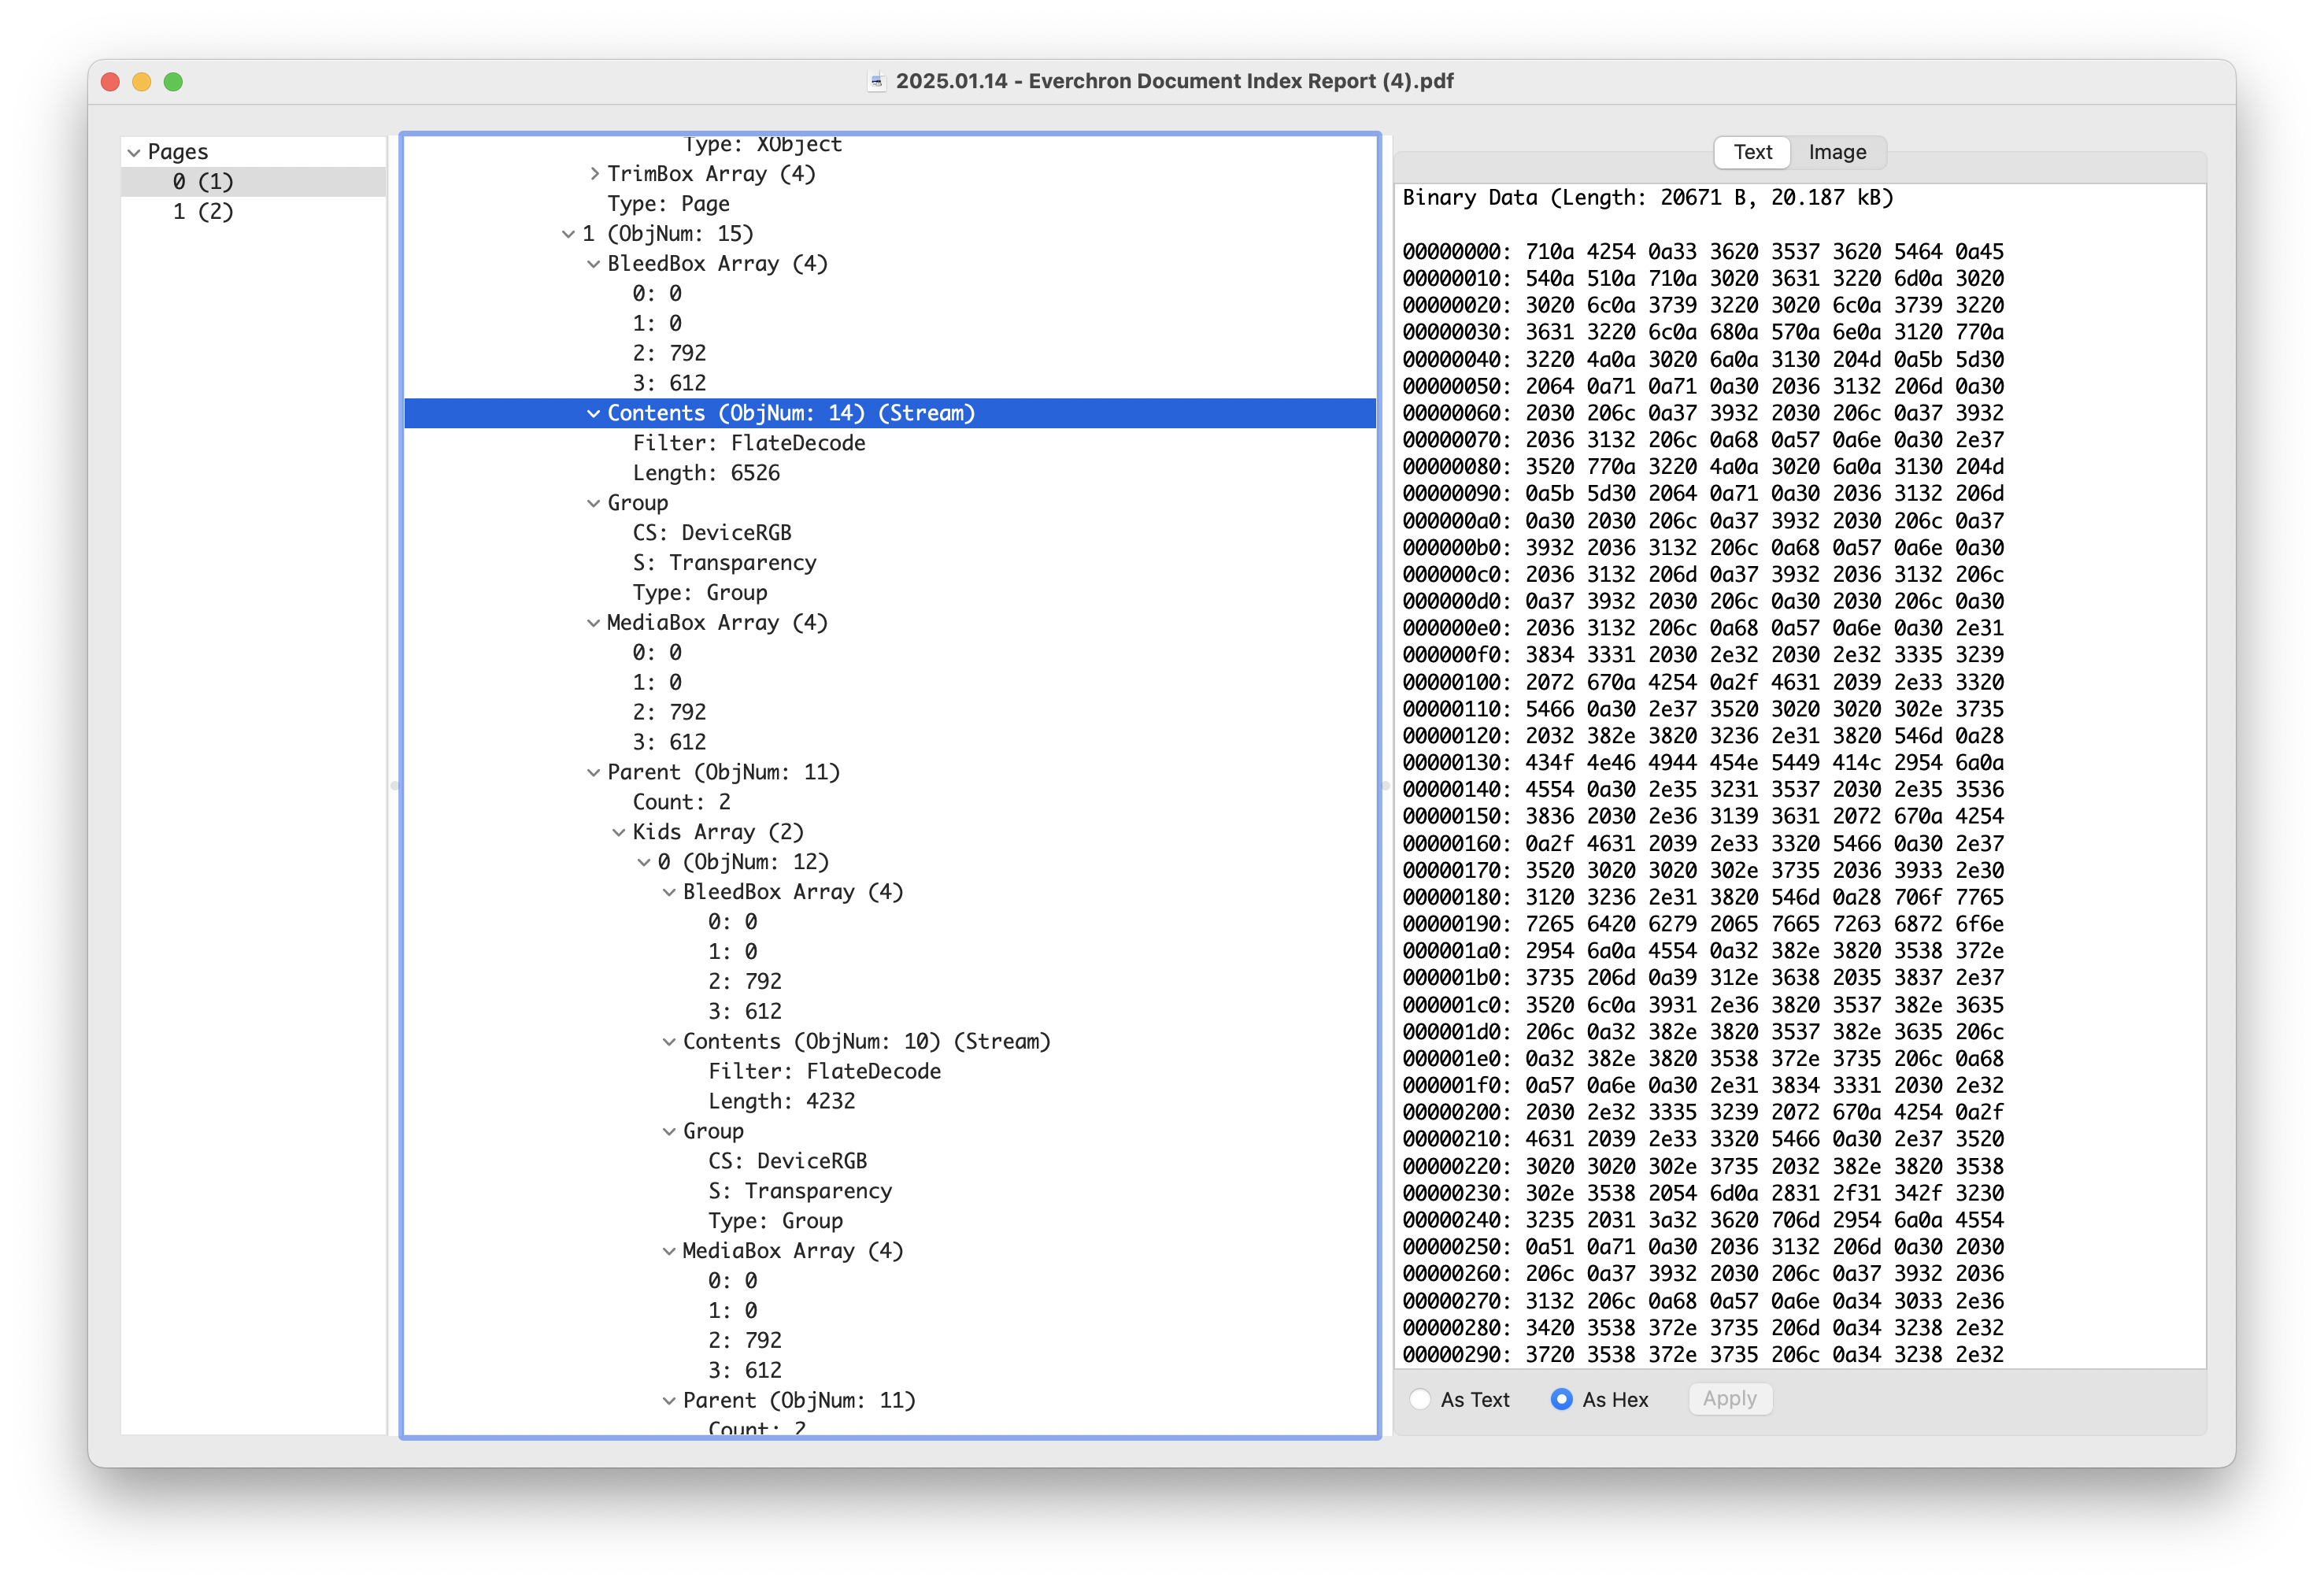 2025.01.14 - Everchron Document Index Report (4).pdf
Pages
0 (1)
1 (2)
Type: XObject
TrimBox Array (4)
Type: Page
1 (ObjNum: 15)
BleedBox Array (4)
0: 0
1: 0
2: 792
3: 612
Contents (ObjNum: 14) (Stream)
Filter: FlateDecode
Length: 6526
Group
CS: DeviceRGB
S: Transparency
Type: Group
MediaBox Array (4)
0: 0
1: 0
2: 792
3: 612
Parent (ObjNum: 11)
Count: 2
Kids Array (2)
0 (ObjNum: 12)
BleedBox Array (4)
0: 0
1: 0
2: 792
3: 612
Contents (ObjNum: 10) (Stream)
Filter: FlateDecode
Length: 4232
Group
CS: DeviceRGB
S: Transparency
Type: Group
MediaBox Array (4)
0: 0
1: 0
2: 792
3: 612
Parent (ObjNum: 11)
Count: 2
Text Image
Binary Data (Length: 20671 B, 20.187 kB)
00000000: 710a 4254 0a33 3620 3537 3620 5464 0a45
00000010: 540a 510a 710a 3020 3631 3220 6d0a 3020
00000020: 3020 6c0a 3739 3220 3020 6c0a 3739 3220
00000030: 3631 3220 6c0a 680a 570a 6e0a 3120 770a
00000040: 3220 4a0a 3020 6a0a 3130 204d 0a5b 5d30
00000050: 2064 0a71 0a71 0a30 2036 3132 206d 0a30
00000060: 2030 206c 0a37 3932 2030 206c 0a37 3932
00000070: 2036 3132 206c 0a68 0a57 0a6e 0a30 2e37
00000080: 3520 770a 3220 4a0a 3020 6a0a 3130 204d
00000090: 0a5b 5d30 2064 0a71 0a30 2036 3132 206d
000000a0: 0a30 2030 206c 0a37 3932 2030 206c 0a37
000000b0: 3932 2036 3132 206c 0a68 0a57 0a6e 0a30
000000c0: 2036 3132 206d 0a37 3932 2036 3132 206c
000000d0: 0a37 3932 2030 206c 0a30 2030 206c 0a30
000000e0: 2036 3132 206c 0a68 0a57 0a6e 0a30 2e31
000000f0: 3834 3331 2030 2e32 2030 2e32 3335 3239
00000100: 2072 670a 4254 0a2f 4631 2039 2e33 3320
00000110: 5466 0a30 2e37 3520 3020 3020 302e 3735
00000120: 2032 382e 3820 3236 2e31 3820 546d 0a28
00000130: 434f 4e46 4944 454e 5449 414c 2954 6a0a
00000140: 4554 0a30 2e35 3231 3537 2030 2e35 3536
00000150: 3836 2030 2e36 3139 3631 2072 670a 4254
00000160: 0a2f 4631 2039 2e33 3320 5466 0a30 2e37
00000170: 3520 3020 3020 302e 3735 2036 3933 2e30
00000180: 3120 3236 2e31 3820 546d 0a28 706f 7765
00000190: 7265 6420 6279 2065 7665 7263 6872 6f6e
000001a0: 2954 6a0a 4554 0a32 382e 3820 3538 372e
000001b0: 3735 206d 0a39 312e 3638 2035 3837 2e37
000001c0: 3520 6c0a 3931 2e36 3820 3537 382e 3635
000001d0: 206c 0a32 382e 3820 3537 382e 3635 206c
000001e0: 0a32 382e 3820 3538 372e 3735 206c 0a68
000001f0: 0a57 0a6e 0a30 2e31 3834 3331 2030 2e32
00000200: 2030 2e32 3335 3239 2072 670a 4254 0a2f
00000210: 4631 2039 2e33 3320 5466 0a30 2e37 3520
00000220: 3020 3020 302e 3735 2032 382e 3820 3538
00000230: 302e 3538 2054 6d0a 2831 2f31 342f 3230
00000240: 3235 2031 3a32 3620 706d 2954 6a0a 4554
00000250: 0a51 0a71 0a30 2036 3132 206d 0a30 2030
00000260: 206c 0a37 3932 2030 206c 0a37 3932 2036
00000270: 3132 206c 0a68 0a57 0a6e 0a34 3033 2e36
00000280: 3420 3538 372e 3735 206d 0a34 3238 2e32
00000290: 3720 3538 372e 3735 206c 0a34 3238 2e32
As Text As Hex Apply